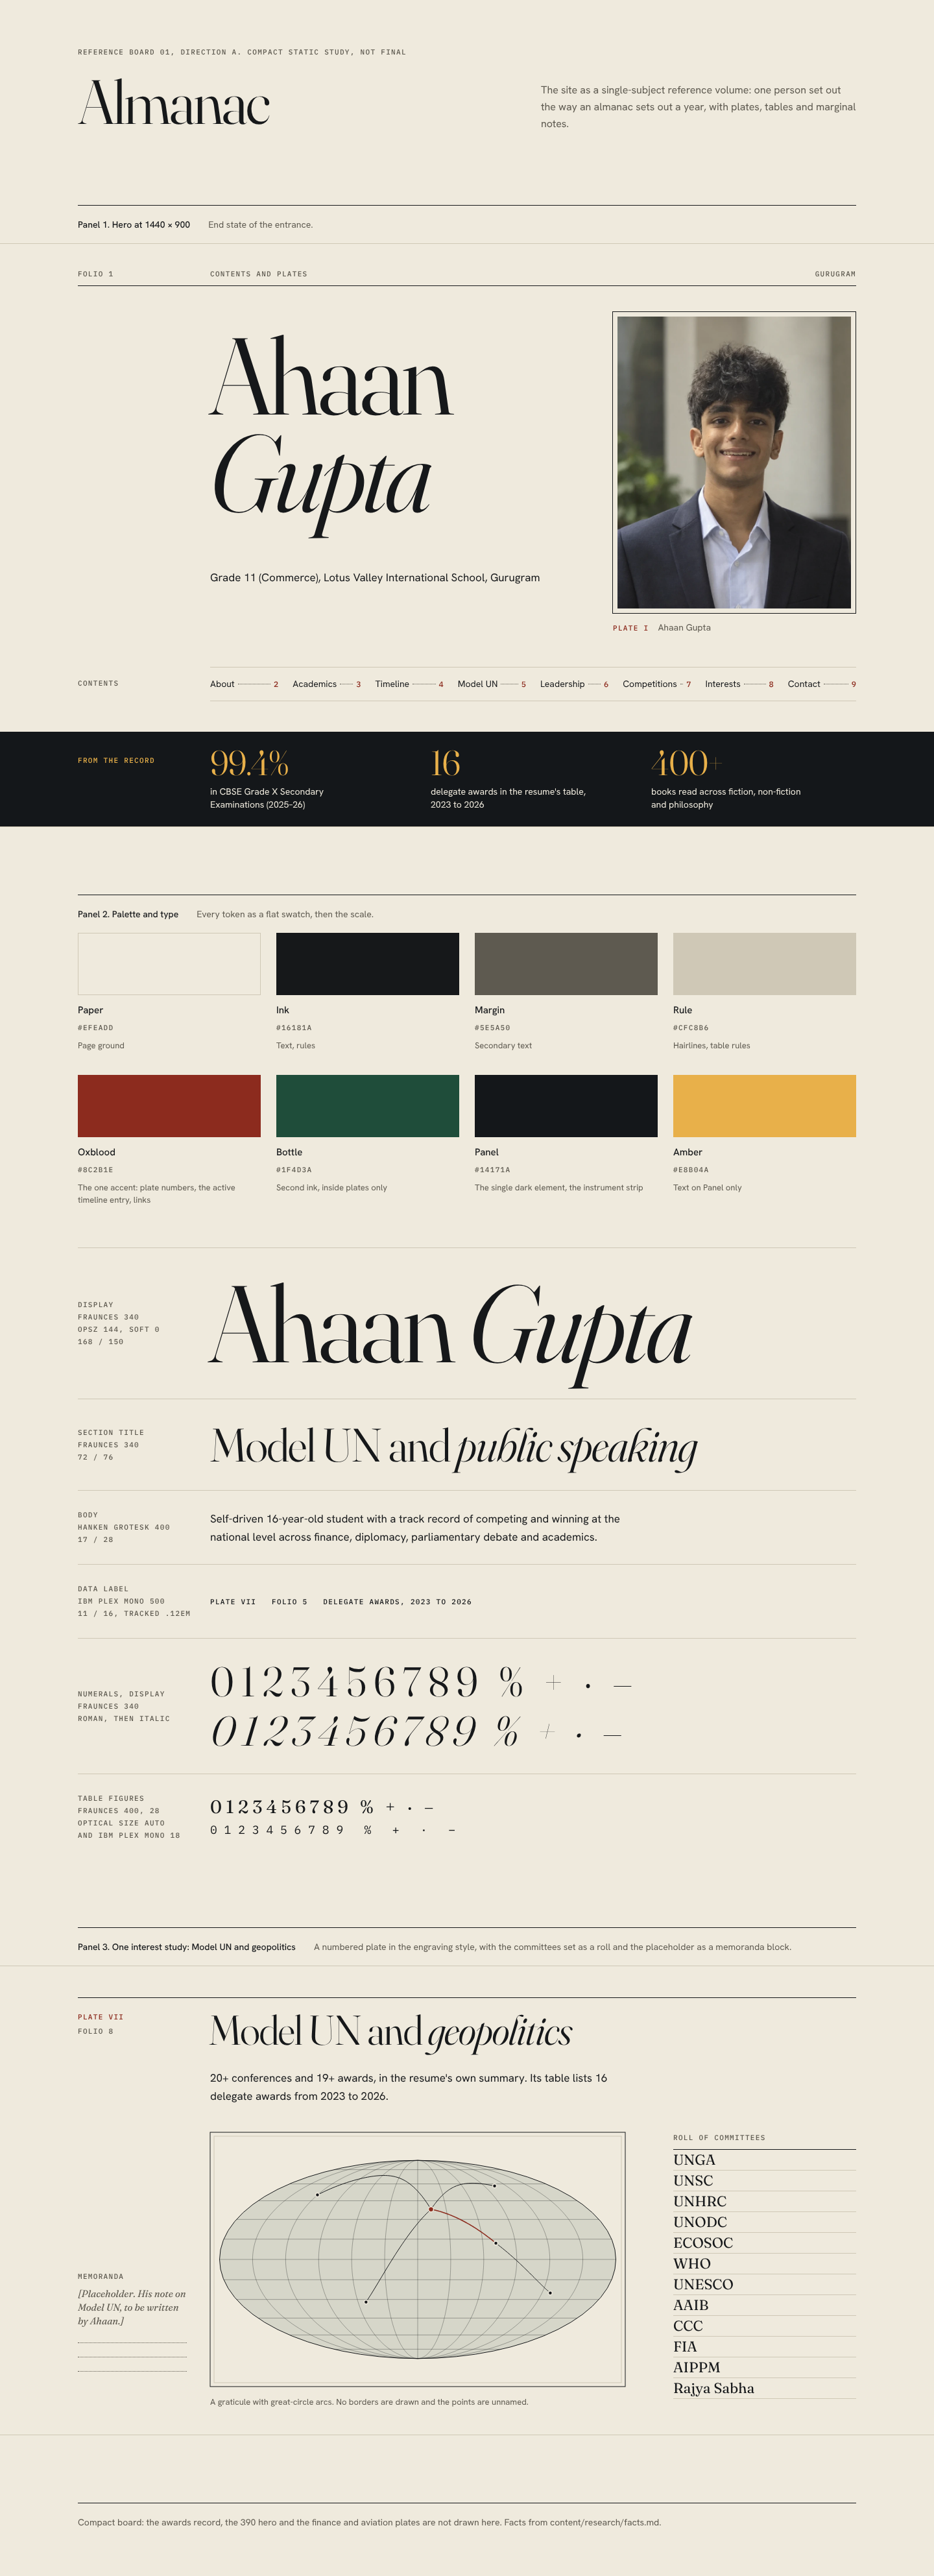 REFERENCE BOARD 01, DIRECTION A. COMPACT STATIC STUDY, NOT FINAL
Almanac
The site as a single-subject reference volume: one person set out
the way an almanac sets out a year, with plates, tables and marginal
notes.
Panel 1. Hero at 1440 × 900 End state of the entrance.
FOLIO 1 CONTENTS AND PLATES GURUGRAM
Ahaan
Gupta
Grade 11 (Commerce), Lotus Valley International School, Gurugram
PLATE I Ahaan Gupta
CONTENTS About 2 Academics 3 Timeline 4 Model UN 5 Leadership 6 Competitions 7 Interests 8 Contact 9
FROM THE RECORD
99.4%
in CBSE Grade X Secondary
Examinations (2025–26)
16
delegate awards in the resume's table,
2023 to 2026
400+
books read across fiction, non-fiction
and philosophy
Panel 2. Palette and type Every token as a flat swatch, then the scale.
Paper
#EFEADD
Page ground
Ink
#16181A
Text, rules
Margin
#5E5A50
Secondary text
Rule
#CFC8B6
Hairlines, table rules
Oxblood
#8C2B1E
The one accent: plate numbers, the active
timeline entry, links
Bottle
#1F4D3A
Second ink, inside plates only
Panel
#14171A
The single dark element, the instrument strip
Amber
#E8B04A
Text on Panel only
DISPLAY
FRAUNCES 340
OPSZ 144, SOFT 0
168 / 150
Ahaan Gupta
SECTION TITLE
FRAUNCES 340
72 / 76
Model UN and public speaking
BODY
HANKEN GROTESK 400
17 / 28
Self-driven 16-year-old student with a track record of competing and winning at the
national level across finance, diplomacy, parliamentary debate and academics.
DATA LABEL
IBM PLEX MONO 500
11 / 16, TRACKED .12EM
PLATE VII FOLIO 5 DELEGATE AWARDS, 2023 TO 2026
NUMERALS, DISPLAY
FRAUNCES 340
ROMAN, THEN ITALIC
0123456789 % + · –
0123456789 % + · –
TABLE FIGURES
FRAUNCES 400, 28
OPTICAL SIZE AUTO
AND IBM PLEX MONO 18
0123456789 % + · –
0123456789 % + · –
Panel 3. One interest study: Model UN and geopolitics A numbered plate in the engraving style, with the committees set as a roll and the placeholder as a memoranda block.
PLATE VII
FOLIO 8
Model UN and geopolitics
20+ conferences and 19+ awards, in the resume's own summary. Its table lists 16
delegate awards from 2023 to 2026.
MEMORANDA
[Placeholder. His note on
Model UN, to be written
by Ahaan.]
A graticule with great-circle arcs. No borders are drawn and the points are unnamed.
ROLL OF COMMITTEES
UNGA
UNSC
UNHRC
UNODC
ECOSOC
WHO
UNESCO
AAIB
CCC
FIA
AIPPM
Rajya Sabha
Compact board: the awards record, the 390 hero and the finance and aviation plates are not drawn here. Facts from content/research/facts.md.